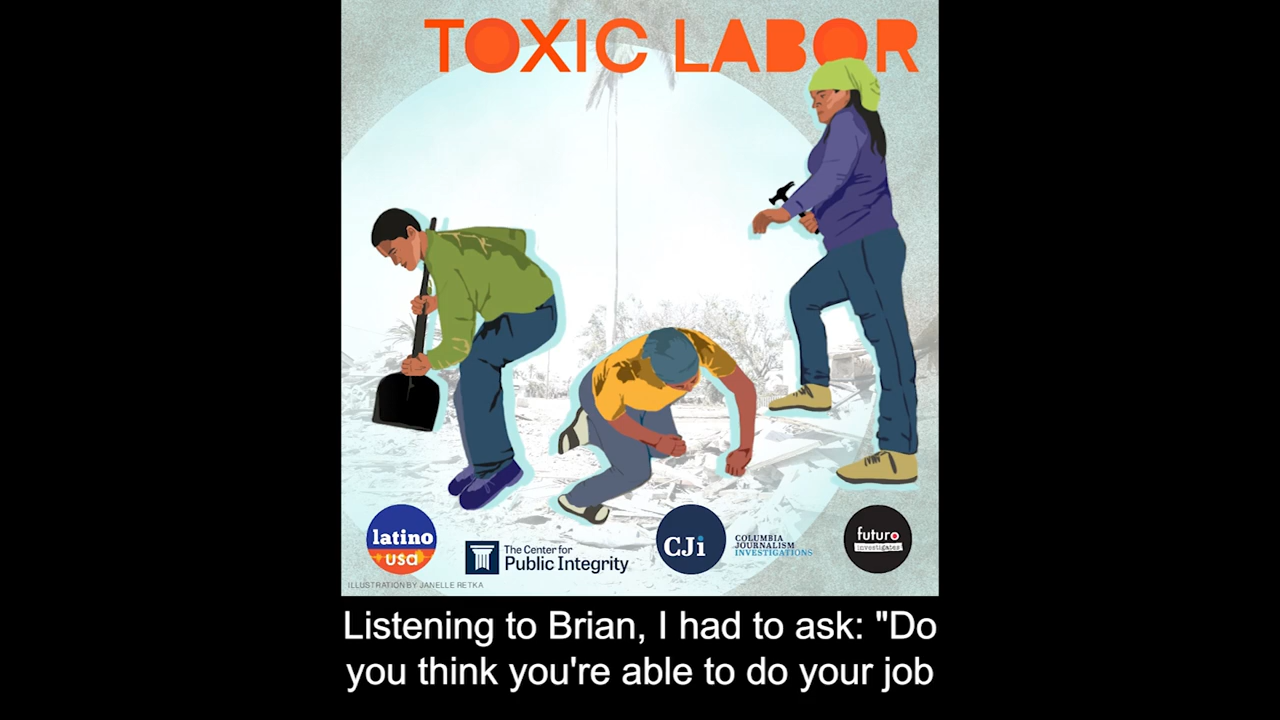 TOXIC LABOR
latino
usa
The Center for
Public Integrity
CJi
COLUMBIA
JOURNALISM
INVESTIGATIONS
futuro
investigates
ILLUSTRATION BY JANELLE RETKA
Listening to Brian, I had to ask: "Do
you think you're able to do your job